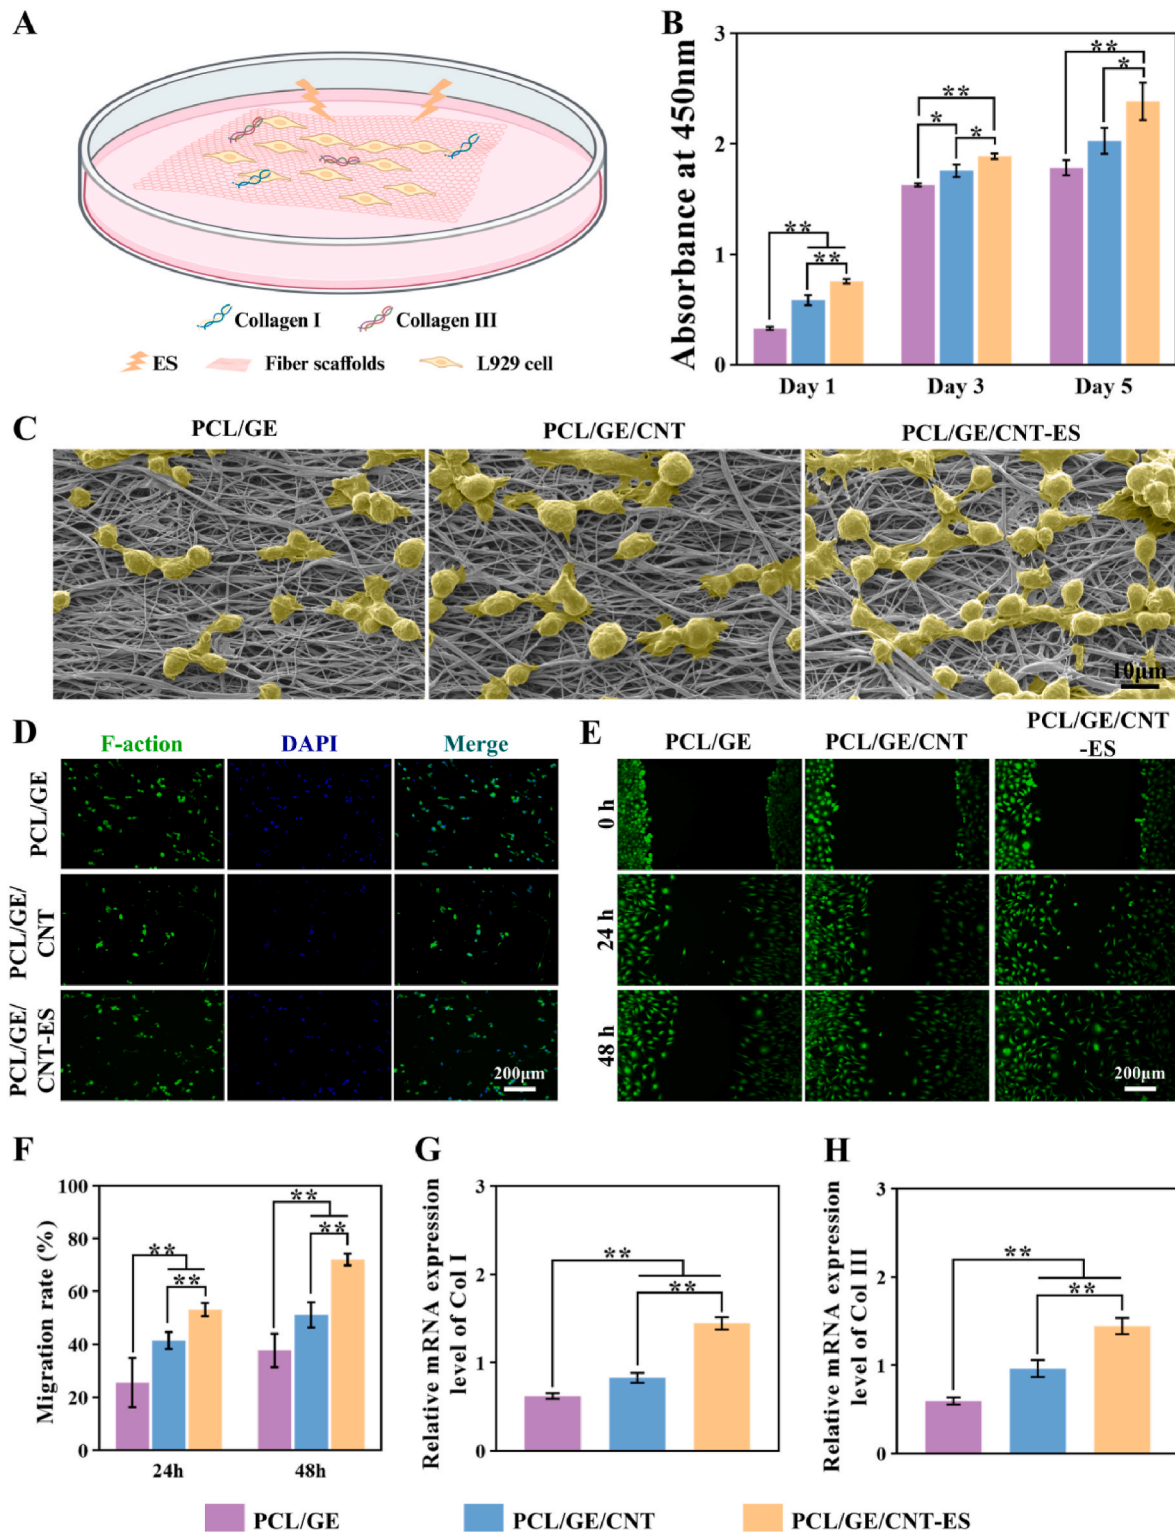 A
Collagen I
Collagen III
ES
Fiber scaffolds
L929 cell
B
Absorbance at 450nm
3
2
1
0
**
**
**
*
*
**
*
**
Day 1
Day 3
Day 5
C
PCL/GE
PCL/GE/CNT
PCL/GE/CNT-ES
10μm
D
F-action
DAPI
Merge
PCL/GE
PCL/GE/
CNT
PCL/GE/
CNT-ES
200μm
E
PCL/GE
PCL/GE/CNT
PCL/GE/CNT
-ES
0 h
24 h
48 h
200μm
F
Migration rate (%)
100
80
60
40
20
0
**
**
**
**
24h
48h
G
Relative mRNA expression
level of Col I
3
2
1
0
**
**
H
Relative mRNA expression
level of Col III
3
2
1
0
**
**
PCL/GE
PCL/GE/CNT
PCL/GE/CNT-ES